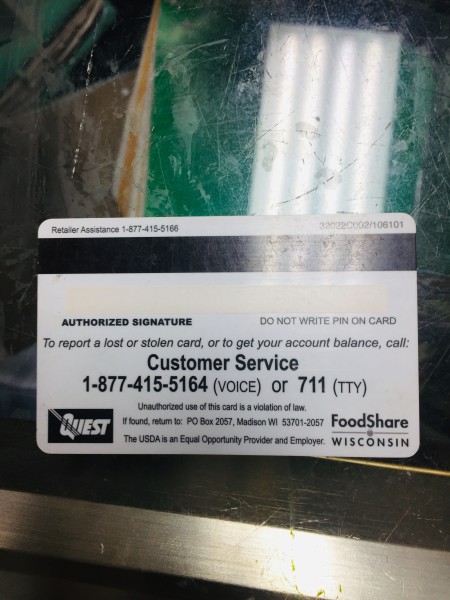 Retailer Assistance 1-877-415-5166 32022C002/106101
AUTHORIZED SIGNATURE DO NOT WRITE PIN ON CARD
To report a lost or stolen card, or to get your account balance, call:
Customer Service
1-877-415-5164 (VOICE) or 711 (TTY)
Unauthorized use of this card is a violation of law.
If found, return to: PO Box 2057, Madison WI 53701-2057
The USDA is an Equal Opportunity Provider and Employer.
QUEST
FoodShare
WISCONSIN